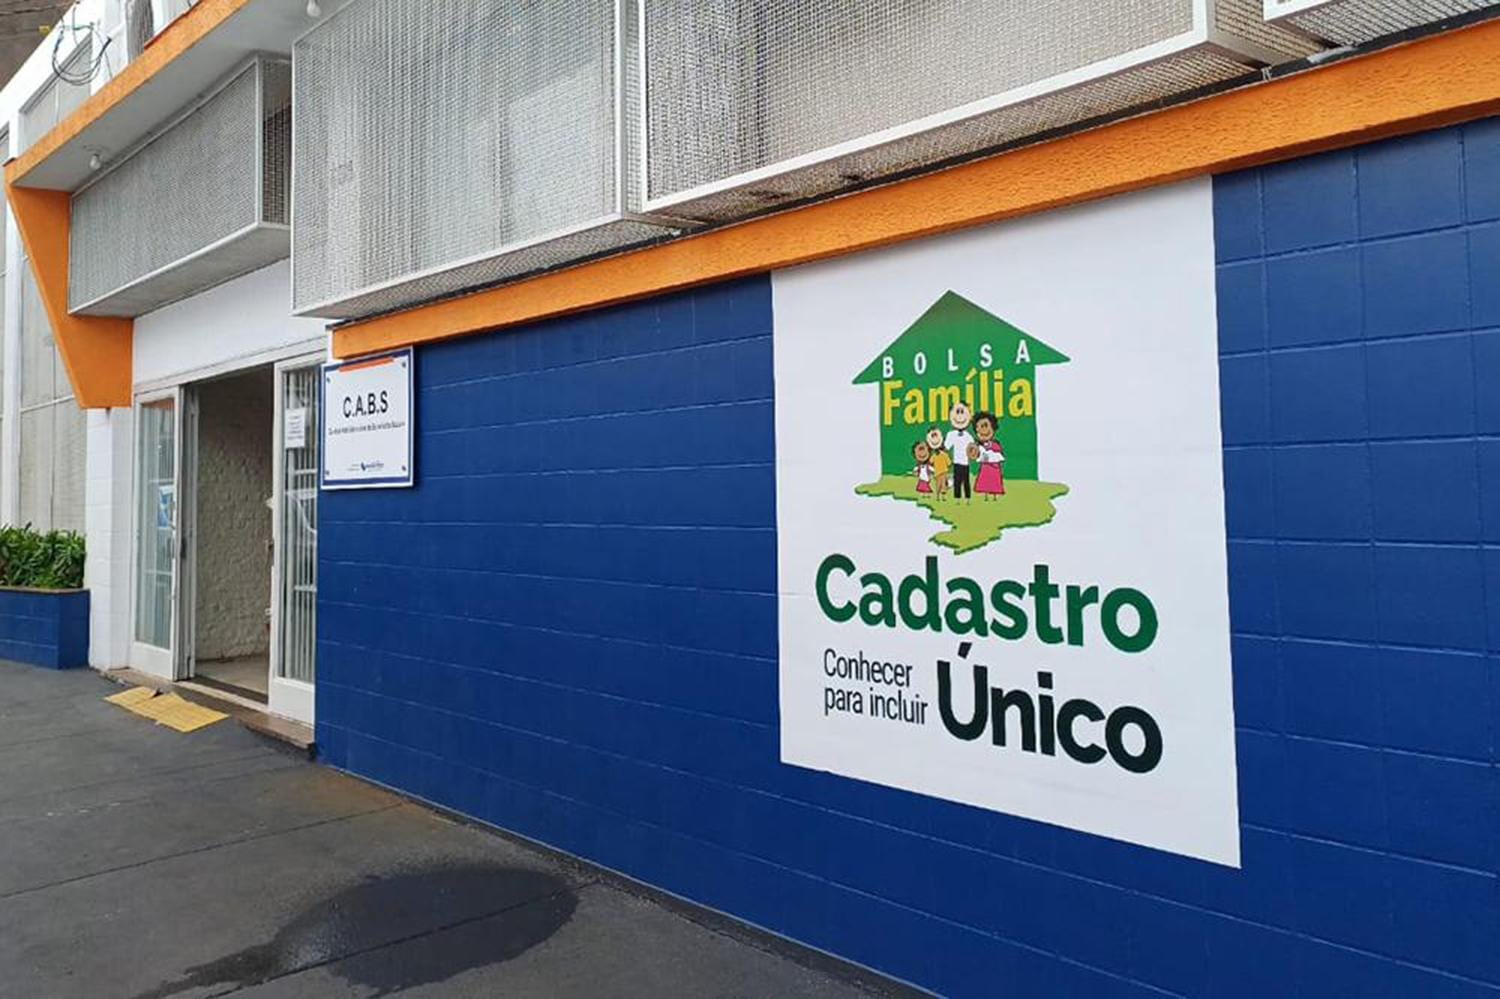 C.A.B.S
BOLSA
Família
Cadastro
Conhecer
para incluir
Único